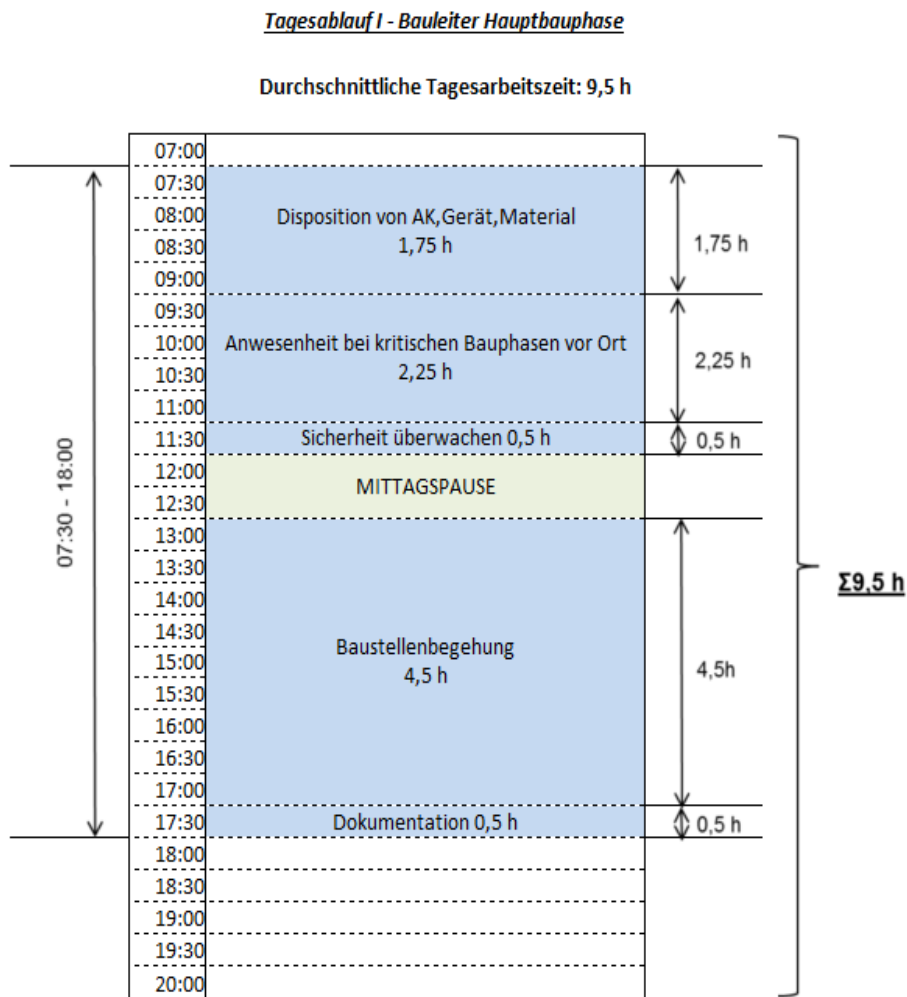 Tagesablauf I - Bauleiter Hauptbauphase
Durchschnittliche Tagesarbeitszeit: 9,5 h
07:00
07:30
08:00
08:30
09:00
09:30
10:00
10:30
11:00
11:30
12:00
12:30
13:00
13:30
14:00
14:30
15:00
15:30
16:00
16:30
17:00
17:30
18:00
18:30
19:00
19:30
20:00
07:30 - 18:00
Disposition von AK,Gerät,Material
1,75 h
Anwesenheit bei kritischen Bauphasen vor Ort
2,25 h
Sicherheit überwachen 0,5 h
MITTAGSPAUSE
Baustellenbegehung
4,5 h
Dokumentation 0,5 h
1,75 h
2,25 h
0,5 h
4,5h
0,5 h
Σ9,5 h